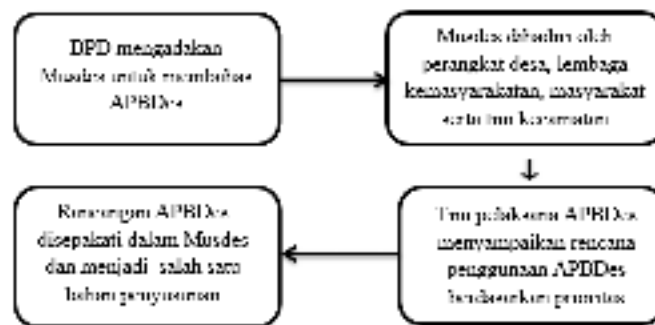 BPD mengadakan
Musdes untuk membahas
APBDes
Musdes dihadiri oleh
perangkat desa, lembaga
kemasyarakatan, masyarakat
serta tim kecamatan
Tim pelaksana APBDes
menyampaikan rencana
penggunaan APBDes
berdasarkan prioritas
Rancangan APBDes
disepakati dalam Musdes
dan menjadi salah satu
bahan penyusunan